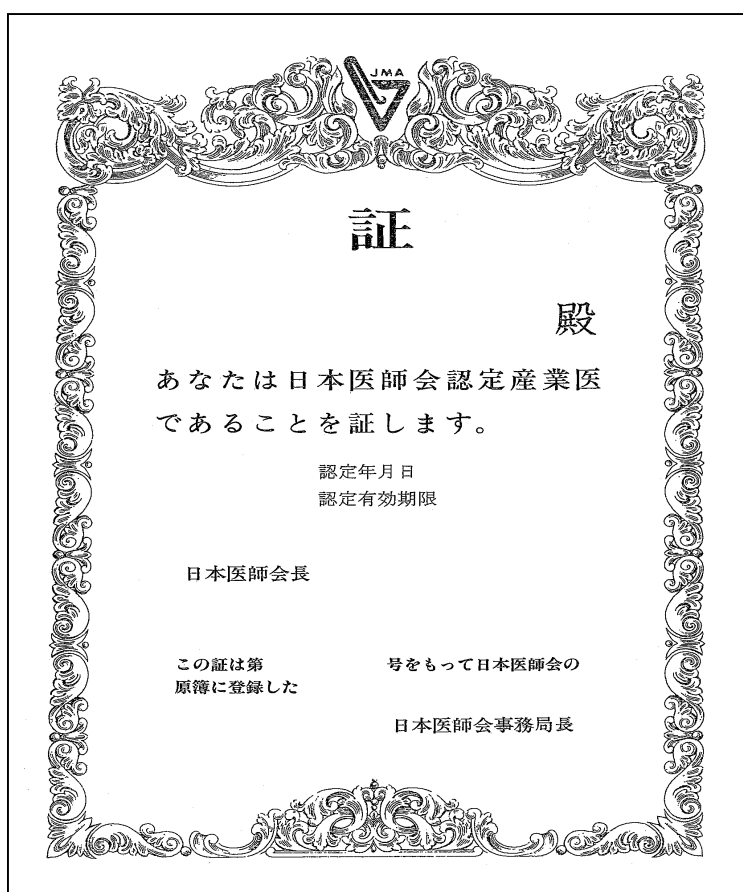 JMA
証
殿
あなたは日本医師会認定産業医
であることを証します。
認定年月日
認定有効期限
日本医師会長
この証は第　　　号をもって日本医師会の
原簿に登録した
日本医師会事務局長